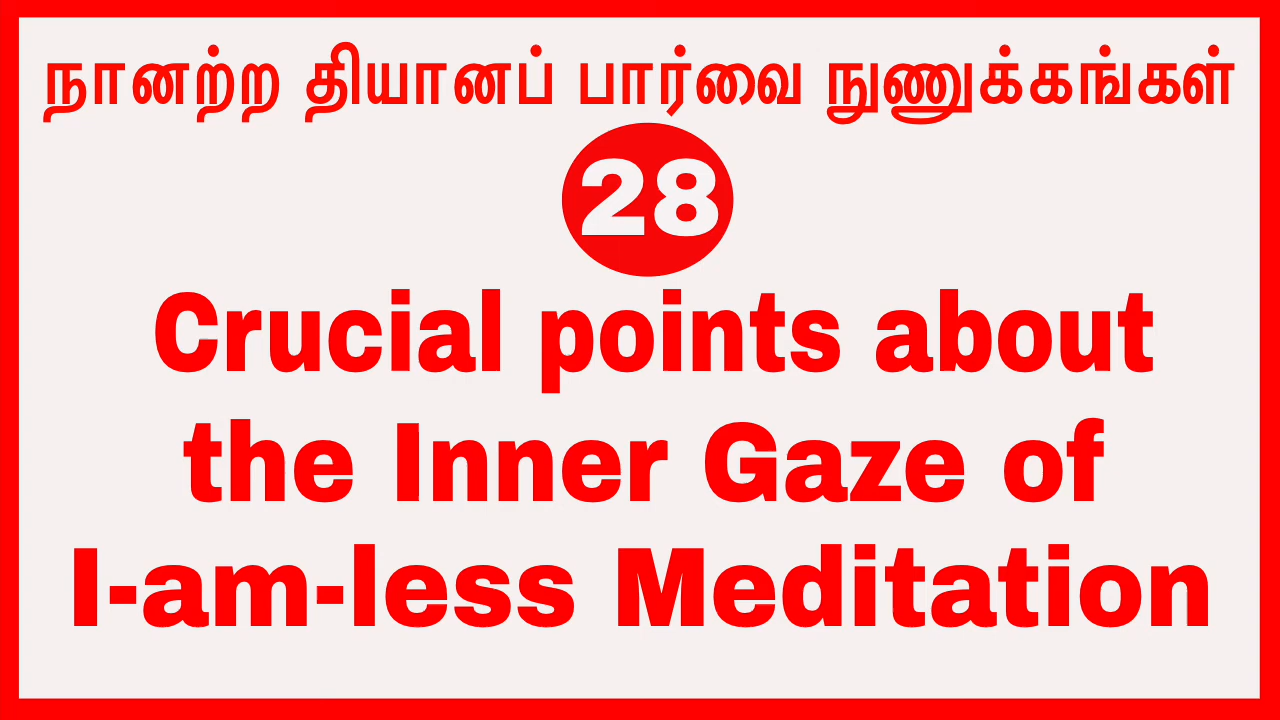 நானற்ற தியானப் பார்வை நுணுக்கங்கள்
28
Crucial points about
the Inner Gaze of
I-am-less Meditation